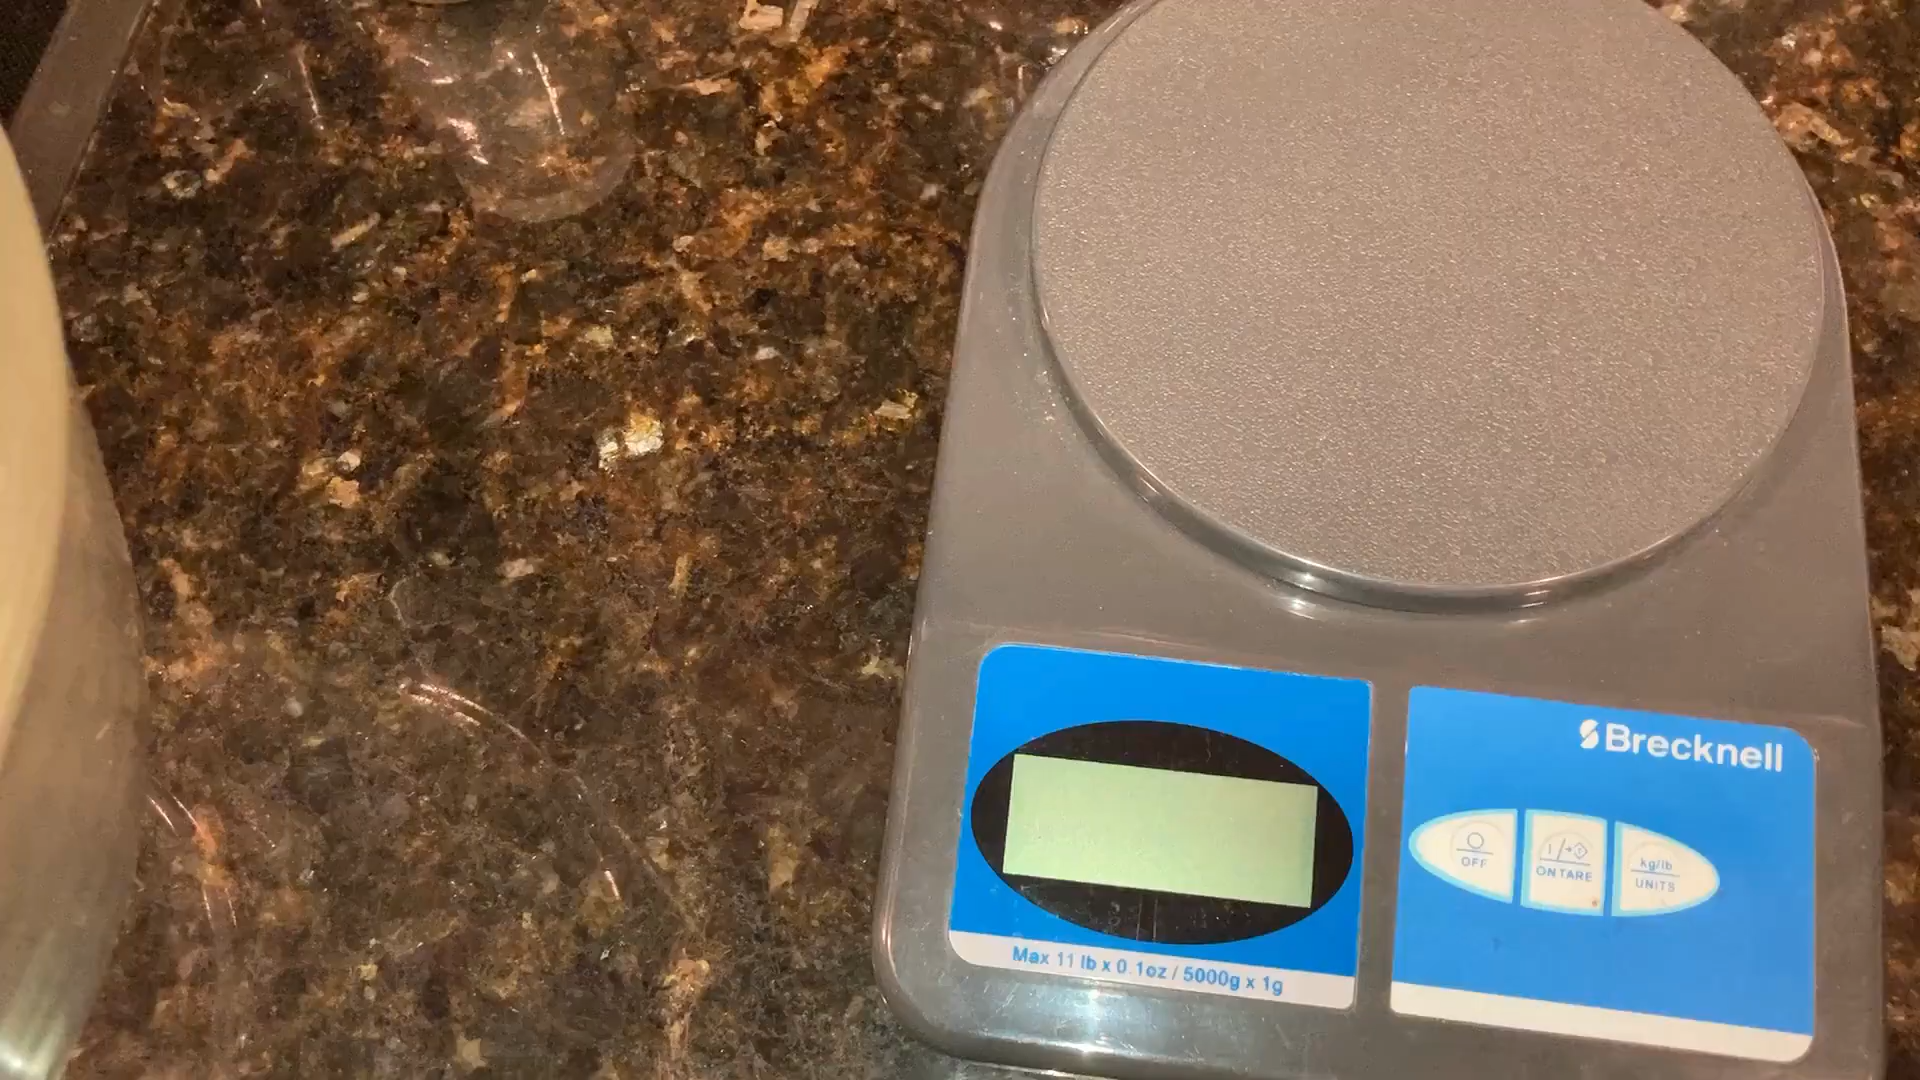 Brecknell
OFF
ON TARE
kg/lb
UNITS
Max 11 lb x 0.1oz / 5000g x 1g